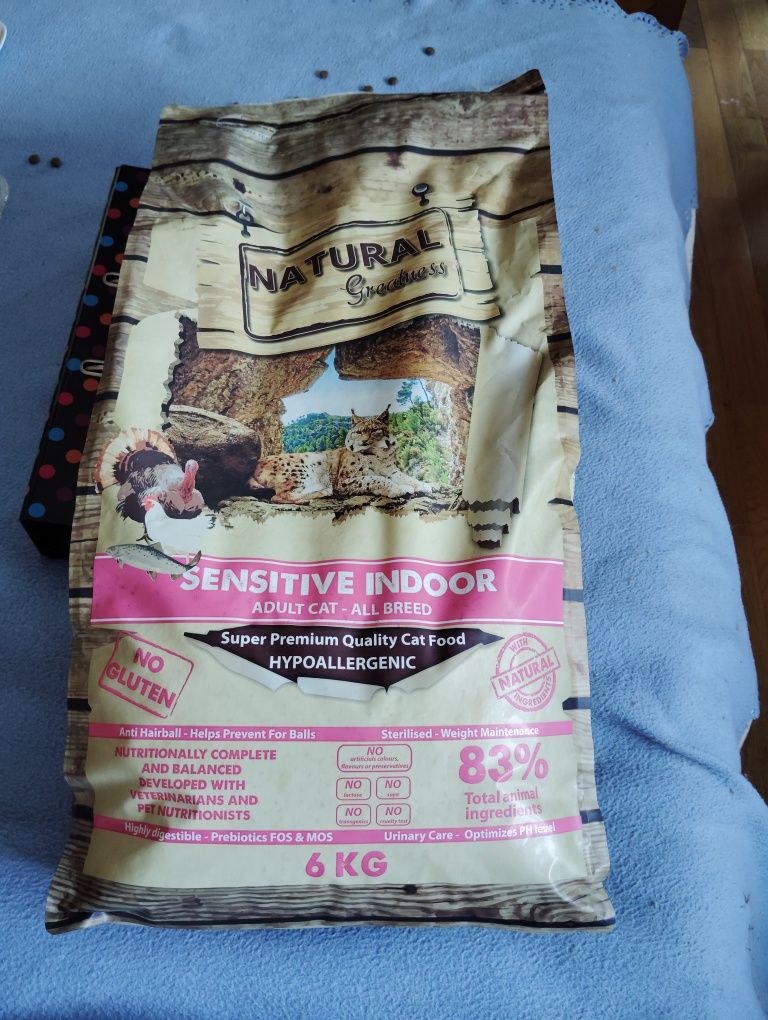 NATURAL
Greatness
SENSITIVE INDOOR
ADULT CAT - ALL BREED
Super Premium Quality Cat Food
HYPOALLERGENIC
NO
GLUTEN
WITH
NATURAL
INGREDIENTS
Anti Hairball - Helps Prevent For Balls
Sterilised - Weight Maintenance
NUTRITIONALLY COMPLETE
AND BALANCED
DEVELOPED WITH
VETERINARIANS AND
PET NUTRITIONISTS
NO
artificials colours,
flavours or preservatives
NO
lactose
NO
soya
NO
transgenics
NO
cruelty test
83%
Total animal
ingredients
Highly digestible - Prebiotics FOS & MOS
Urinary Care - Optimizes PH level
6 KG